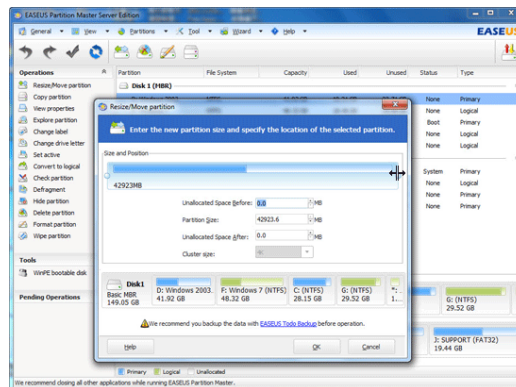 EASEUS Partition Master Server Edition
General View Partitions Tool Wizard Help EASEUS
Operations
Resize/Move partition
Copy partition
View properties
Explore partition
Change label
Change drive letter
Set active
Convert to logical
Check partition
Defragment
Hide partition
Delete partition
Format partition
Wipe partition
Tools
WinPE bootable disk
Pending Operations
Partition File System Capacity Used Unused Status Type
Disk 1 (MBR)
None Primary
None Logical
Boot Primary
None Logical
None Logical
System Primary
None Logical
None Primary
None Primary
Resize/Move partition
Enter the new partition size and specify the location of the selected partition.
Size and Position
42923MB
Unallocated Space Before: 0.0 MB
Partition Size: 42923.6 MB
Unallocated Space After: 0.0 MB
Cluster size:
Disk1
Basic MBR
149.05 GB
D: Windows 2003
41.92 GB
F: Windows 7 (NTFS)
48.32 GB
C: (NTFS)
28.15 GB
G: (NTFS)
29.52 GB
*:
1...
We recommend you backup the data with EASEUS Todo Backup before operation.
Help OK Cancel
G: (NTFS)
29.52 GB
J: SUPPORT (FAT32)
19.44 GB
Primary Logical Unallocated
We recommend closing all other applications while running EASEUS Partition Master.